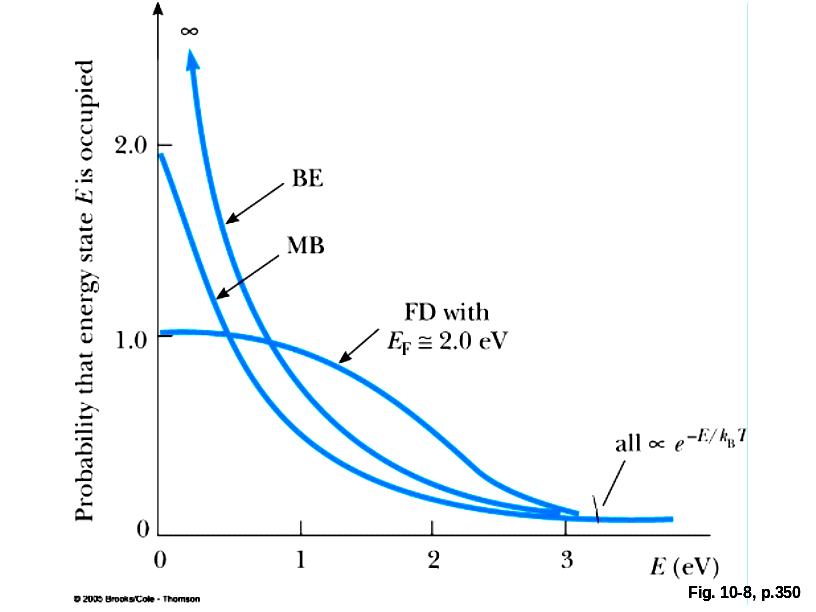 ∞
Probability that energy state E is occupied
2.0
BE
MB
FD with
E_F ≅ 2.0 eV
1.0
all ∝ e^{−E/k_B T}
0
0 1 2 3 E (eV)
© 2005 Brooks/Cole - Thomson
Fig. 10-8, p.350